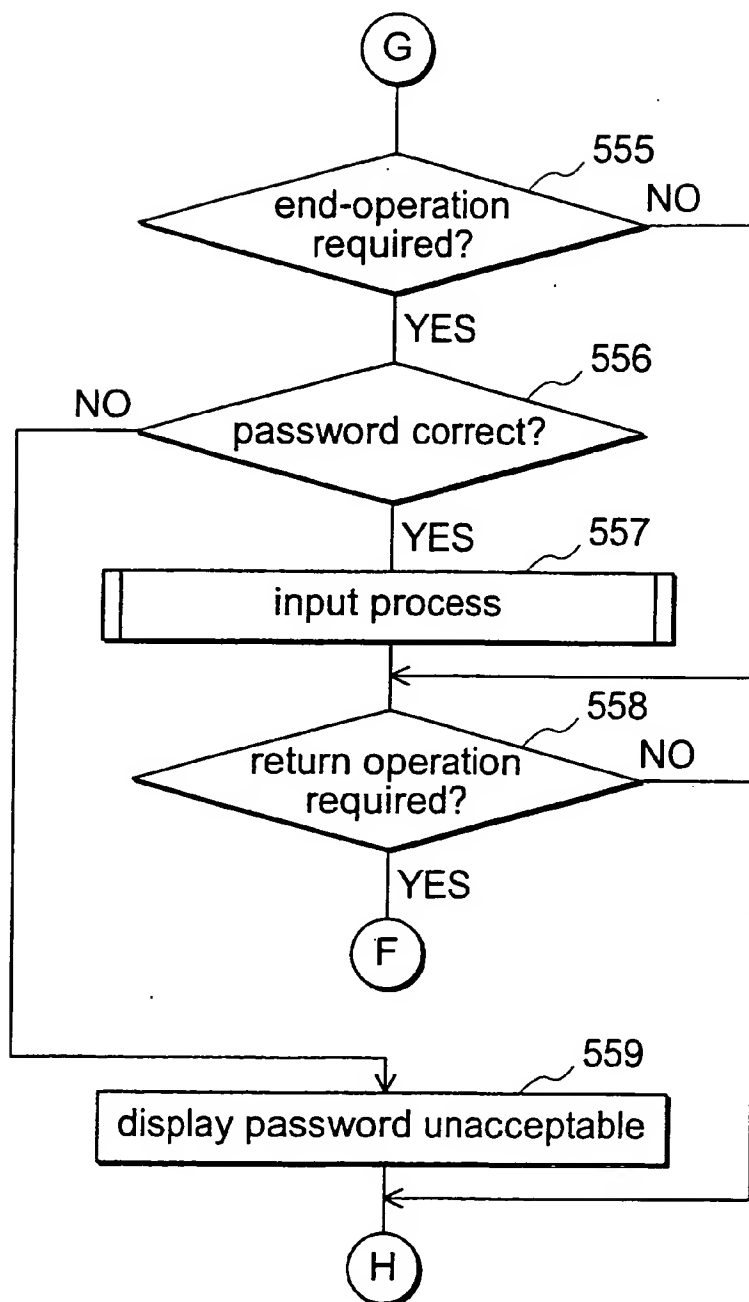 G
555
end-operation
required?
NO
YES
556
NO
password correct?
YES
557
input process
558
return operation
required?
NO
YES
F
559
display password unacceptable
H